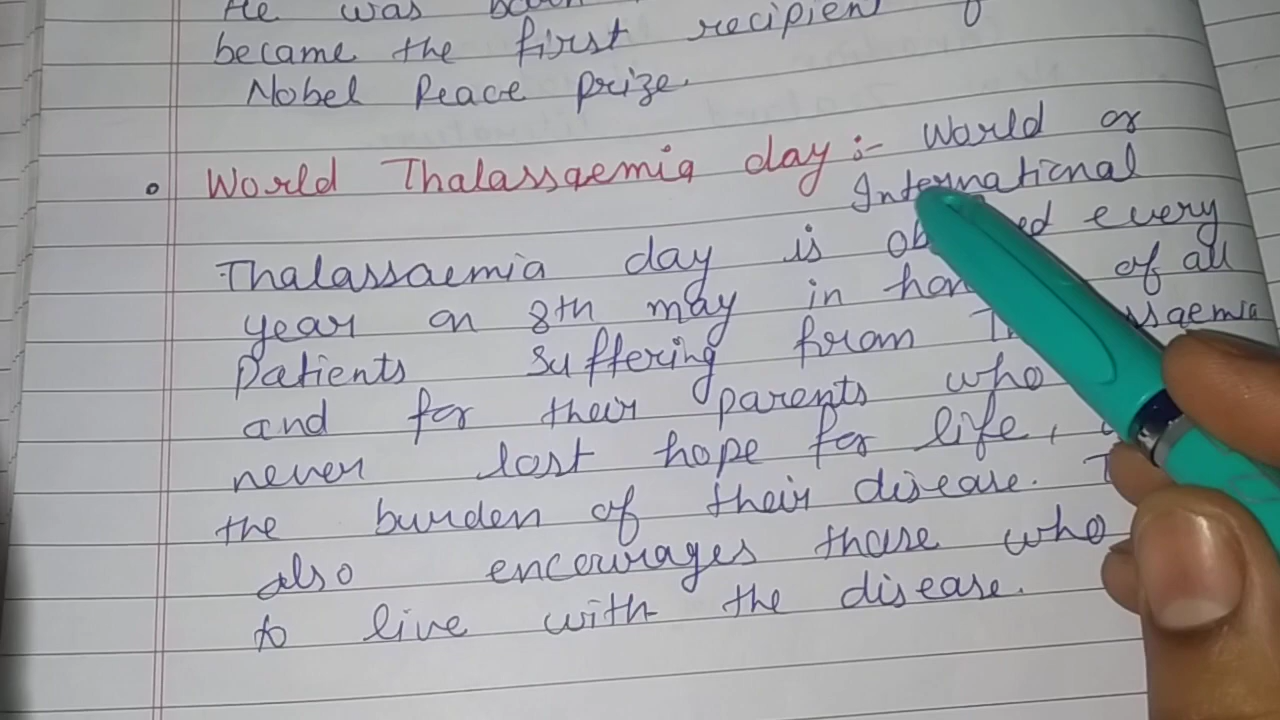 He was
became the first recipient
Nobel Peace prize.
World Thalassaemia day :- World or
International
Thalassaemia day is every
year on 8th may in of all
patients suffering from
and for their parents who
never lost hope for life,
the burden of their disease.
also encourages those who
to live with the disease.